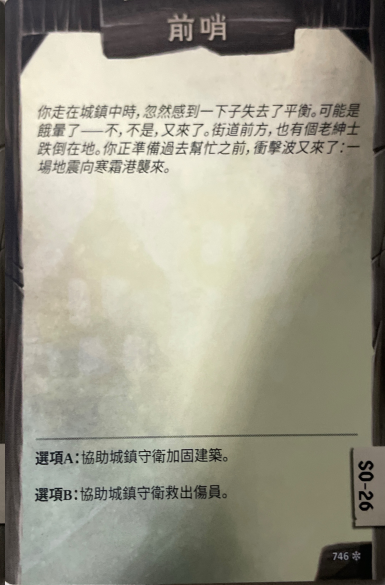 前哨
你走在城鎮中時，忽然感到一下子失去了平衡。可能是
餓暈了——不，不是，又來了。街道前方，也有個老紳士
跌倒在地。你正準備過去幫忙之前，衝擊波又來了：一
場地震向寒霜港襲來。
選項A：協助城鎮守衛加固建築。
選項B：協助城鎮守衛救出傷員。
SO-26
746